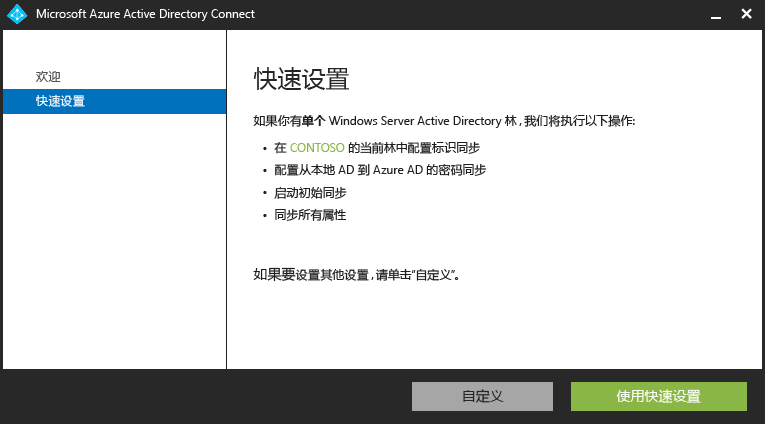 Microsoft Azure Active Directory Connect
欢迎
快速设置
快速设置
如果你有单个 Windows Server Active Directory 林，我们将执行以下操作:
• 在 CONTOSO 的当前林中配置标识同步
• 配置从本地 AD 到 Azure AD 的密码同步
• 启动初始同步
• 同步所有属性
如果要设置其他设置，请单击“自定义”。
自定义
使用快速设置